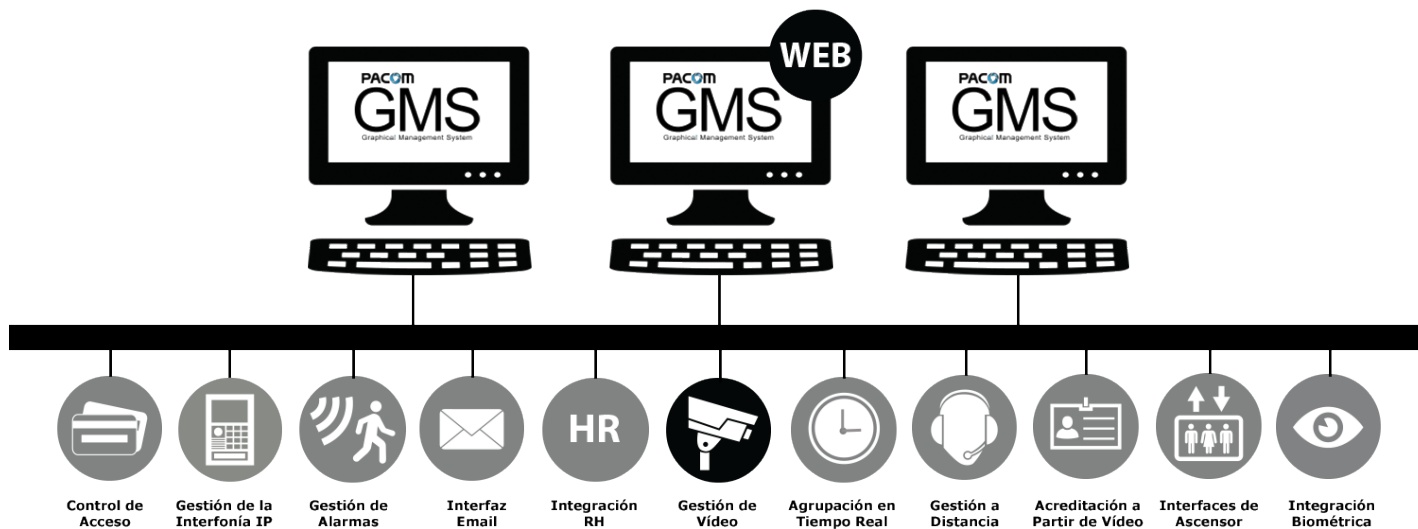 WEB
PACOM
GMS
Graphical Management System
PACOM
GMS
Graphical Management System
PACOM
GMS
Graphical Management System
HR
Control de
Acceso
Gestión de la
Interfonía IP
Gestión de
Alarmas
Interfaz
Email
Integración
RH
Gestión de
Vídeo
Agrupación en
Tiempo Real
Gestión a
Distancia
Acreditación a
Partir de Vídeo
Interfaces de
Ascensor
Integración
Biométrica